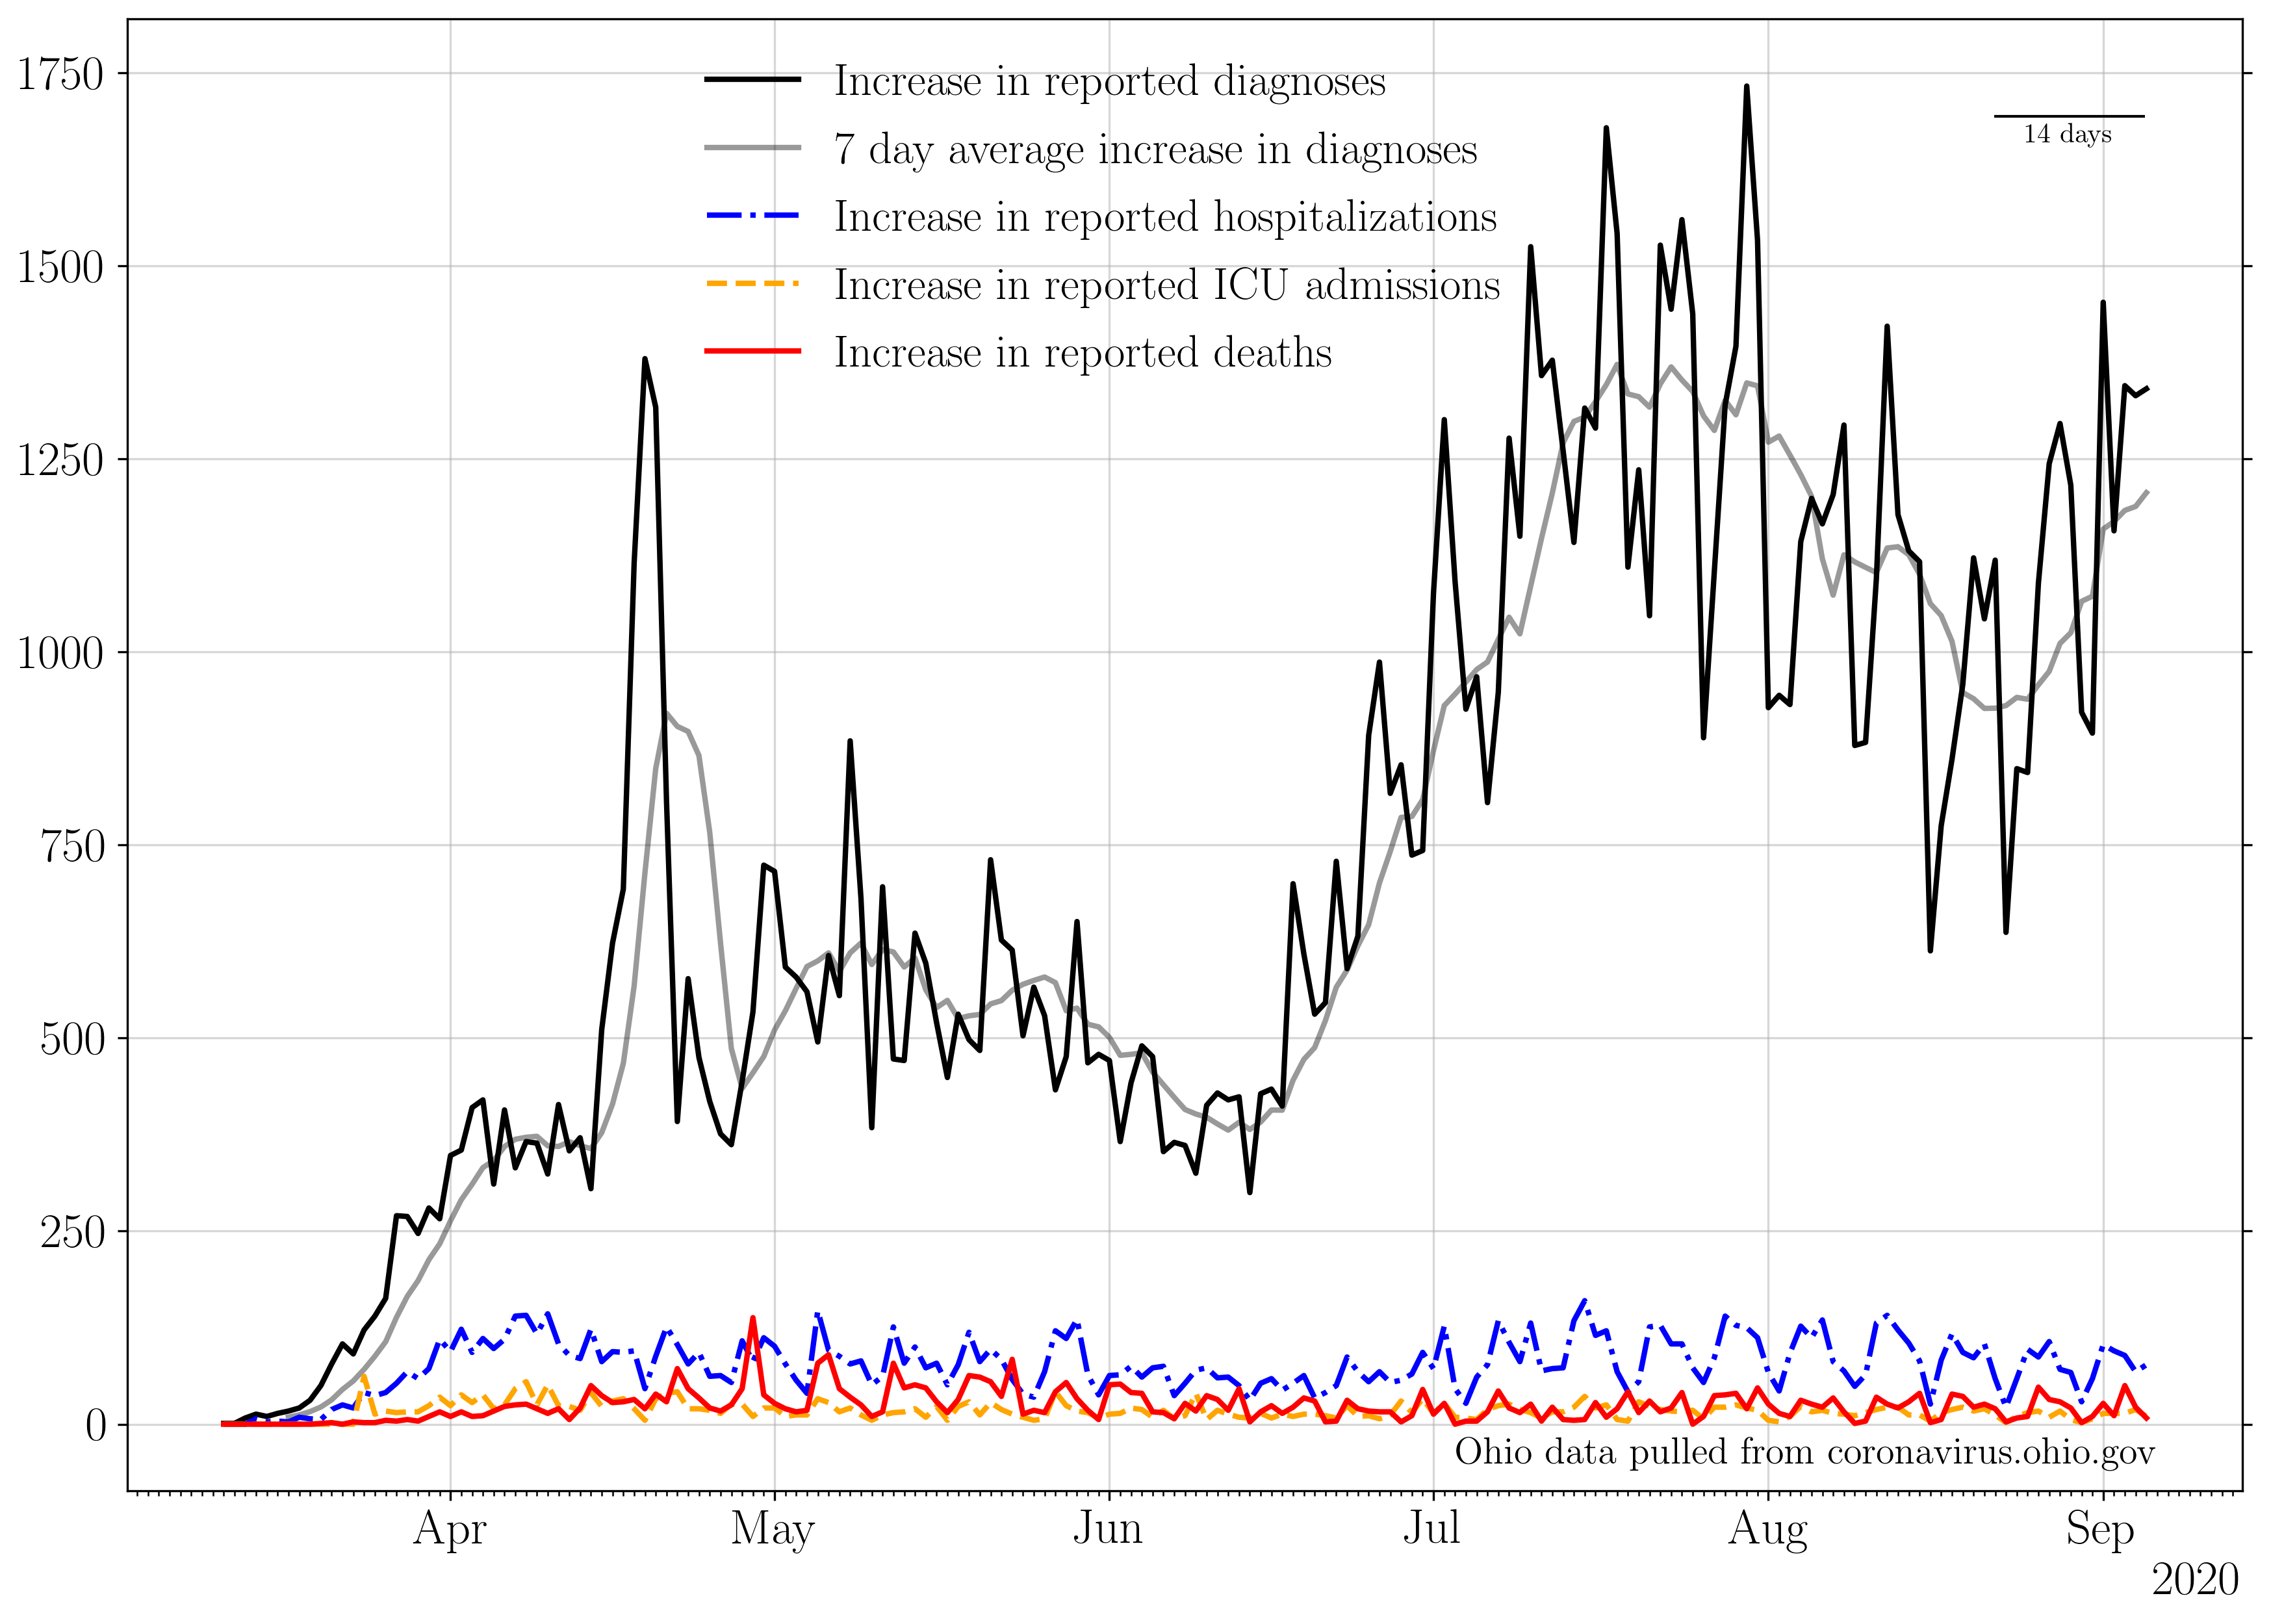 1750
1500
1250
1000
750
500
250
0
Increase in reported diagnoses
7 day average increase in diagnoses
Increase in reported hospitalizations
Increase in reported ICU admissions
Increase in reported deaths
14 days
Ohio data pulled from coronavirus.ohio.gov
Apr May Jun Jul Aug Sep
2020